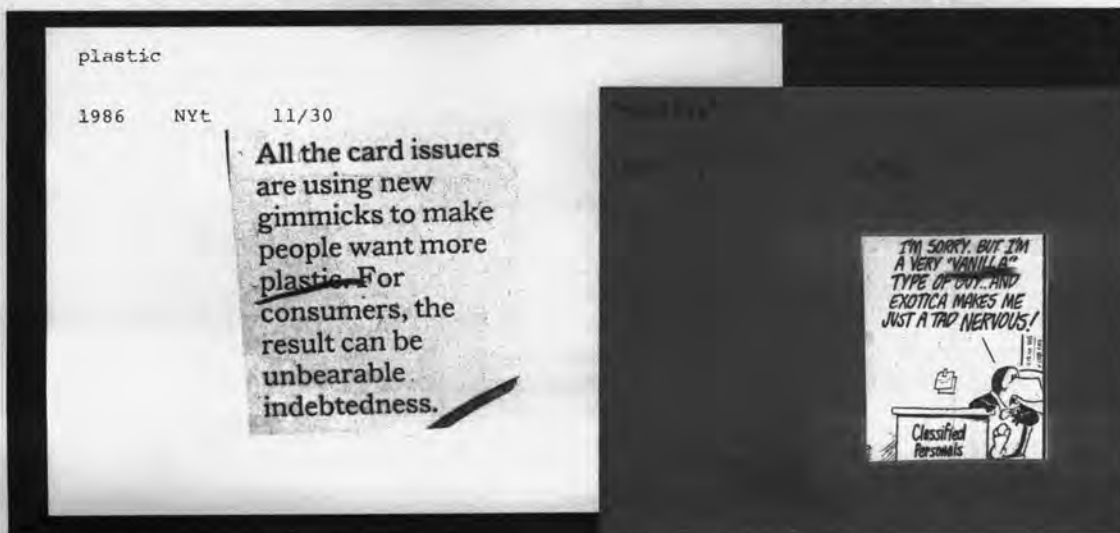 plastic
1986 NYt 11/30
All the card issuers
are using new
gimmicks to make
people want more
plastic. For
consumers, the
result can be
unbearable
indebtedness.
I'M SORRY. BUT I'M
A VERY "VANILLA"
TYPE OF GUY...AND
EXOTICA MAKES ME
JUST A TAD NERVOUS!
Classified
Personals